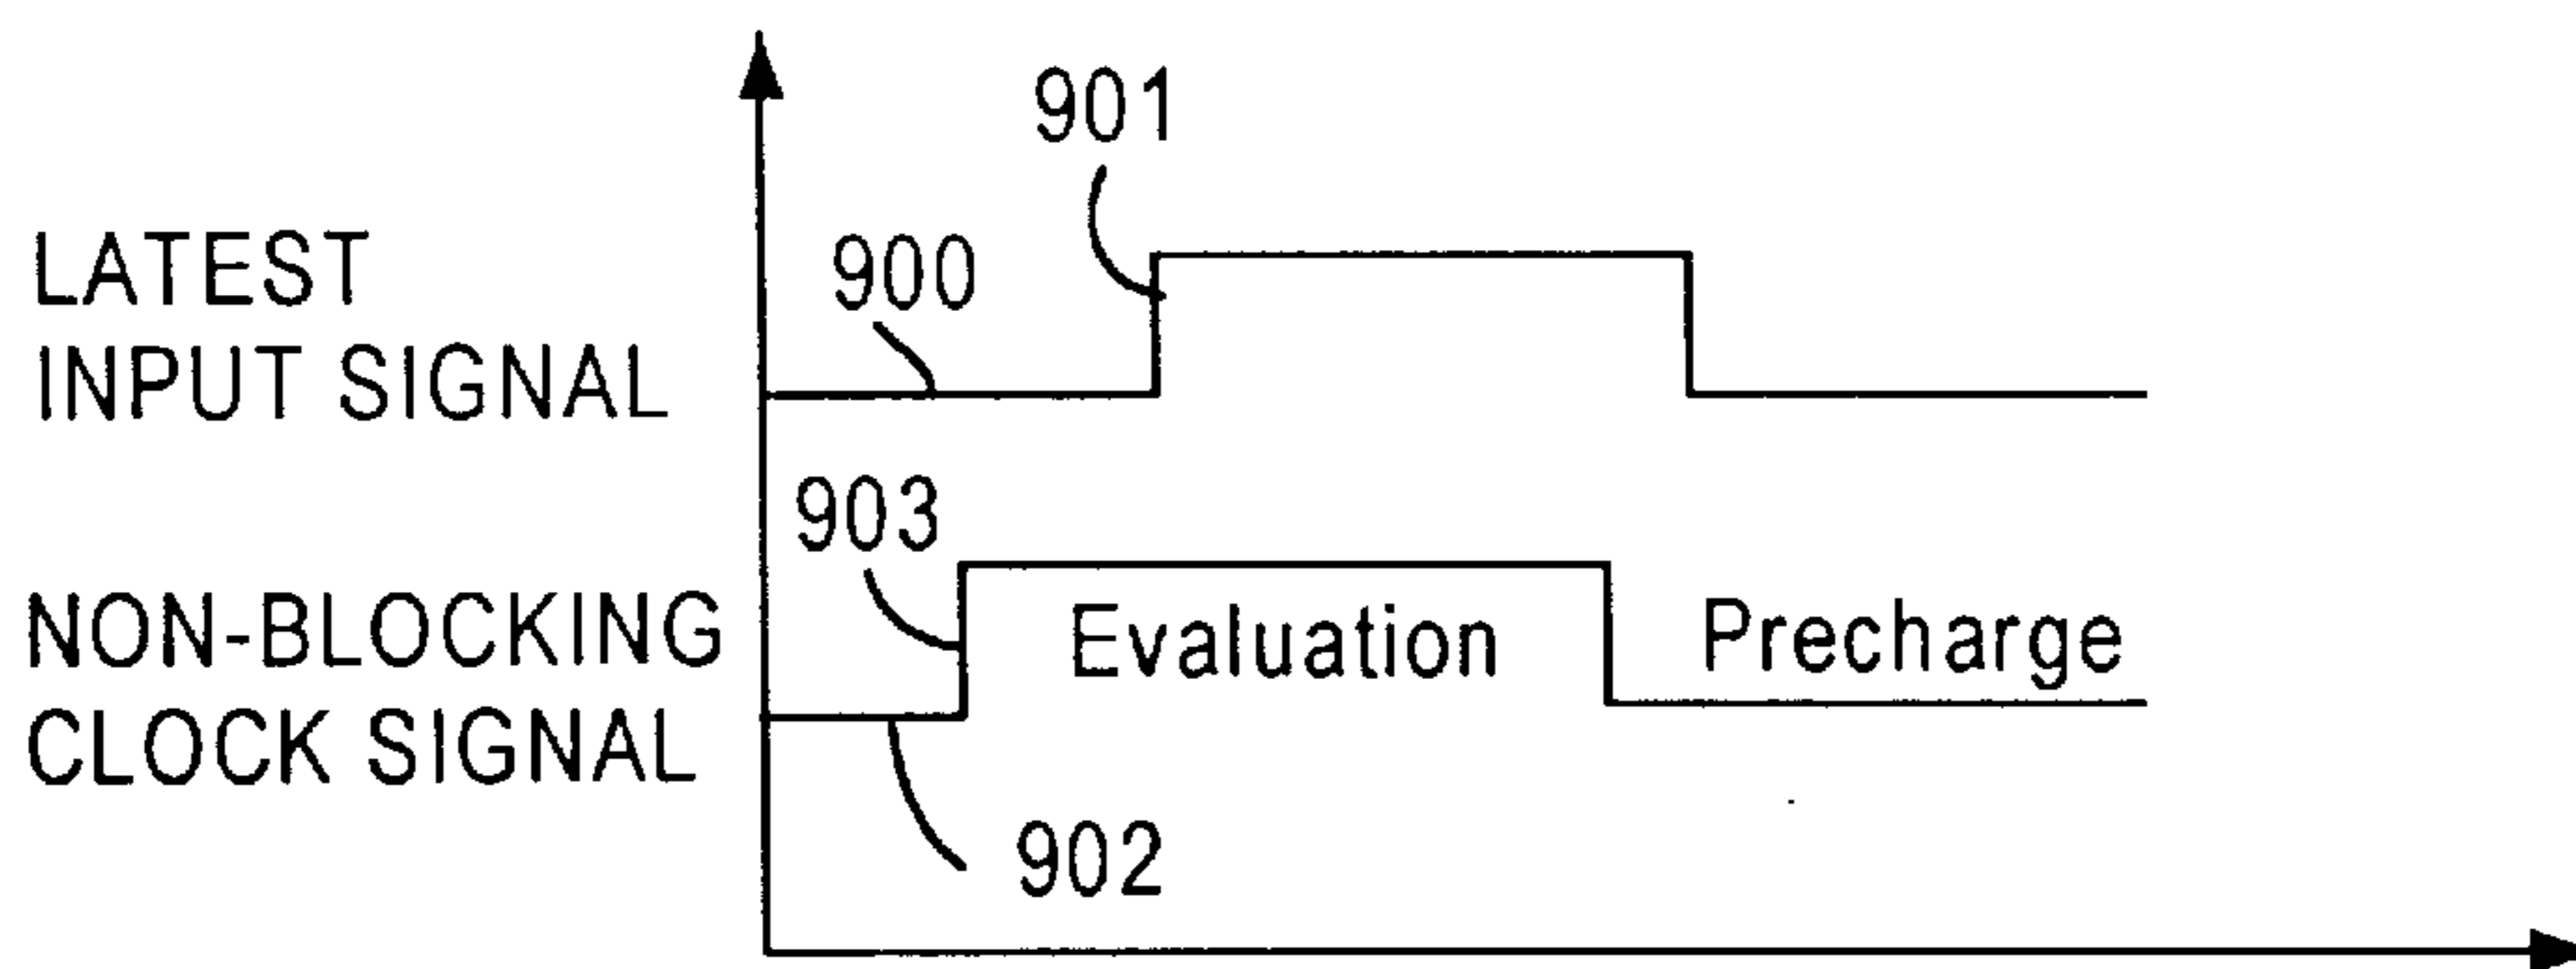 901
900
LATEST
INPUT SIGNAL
903
NON-BLOCKING
CLOCK SIGNAL
Evaluation
Precharge
902